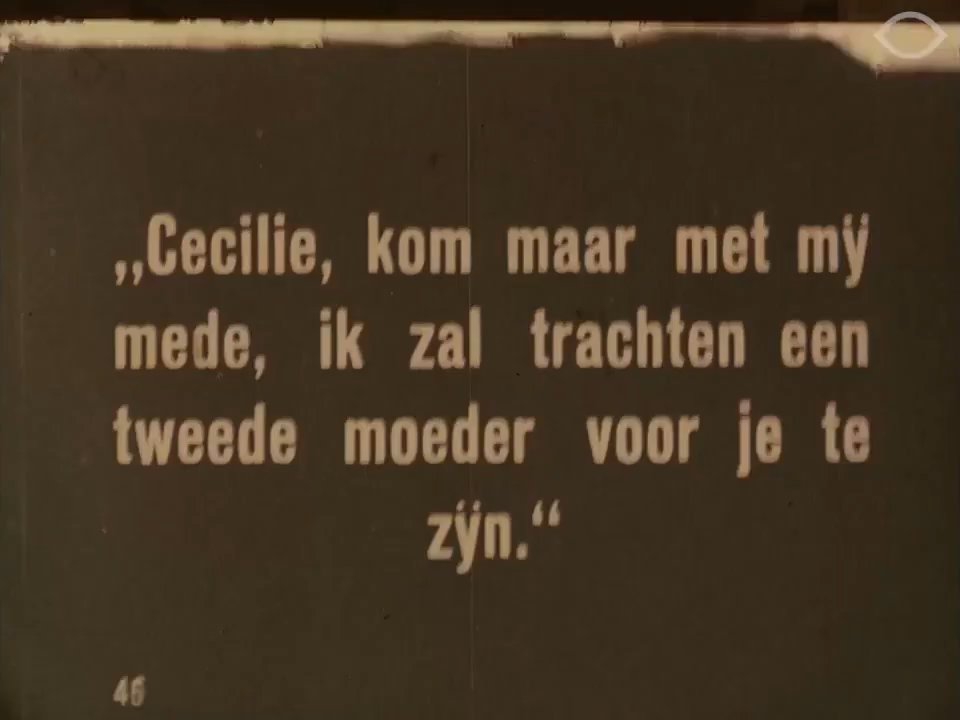 „Cecilie, kom maar met mÿ
mede, ik zal trachten een
tweede moeder voor je te
zÿn.“
46